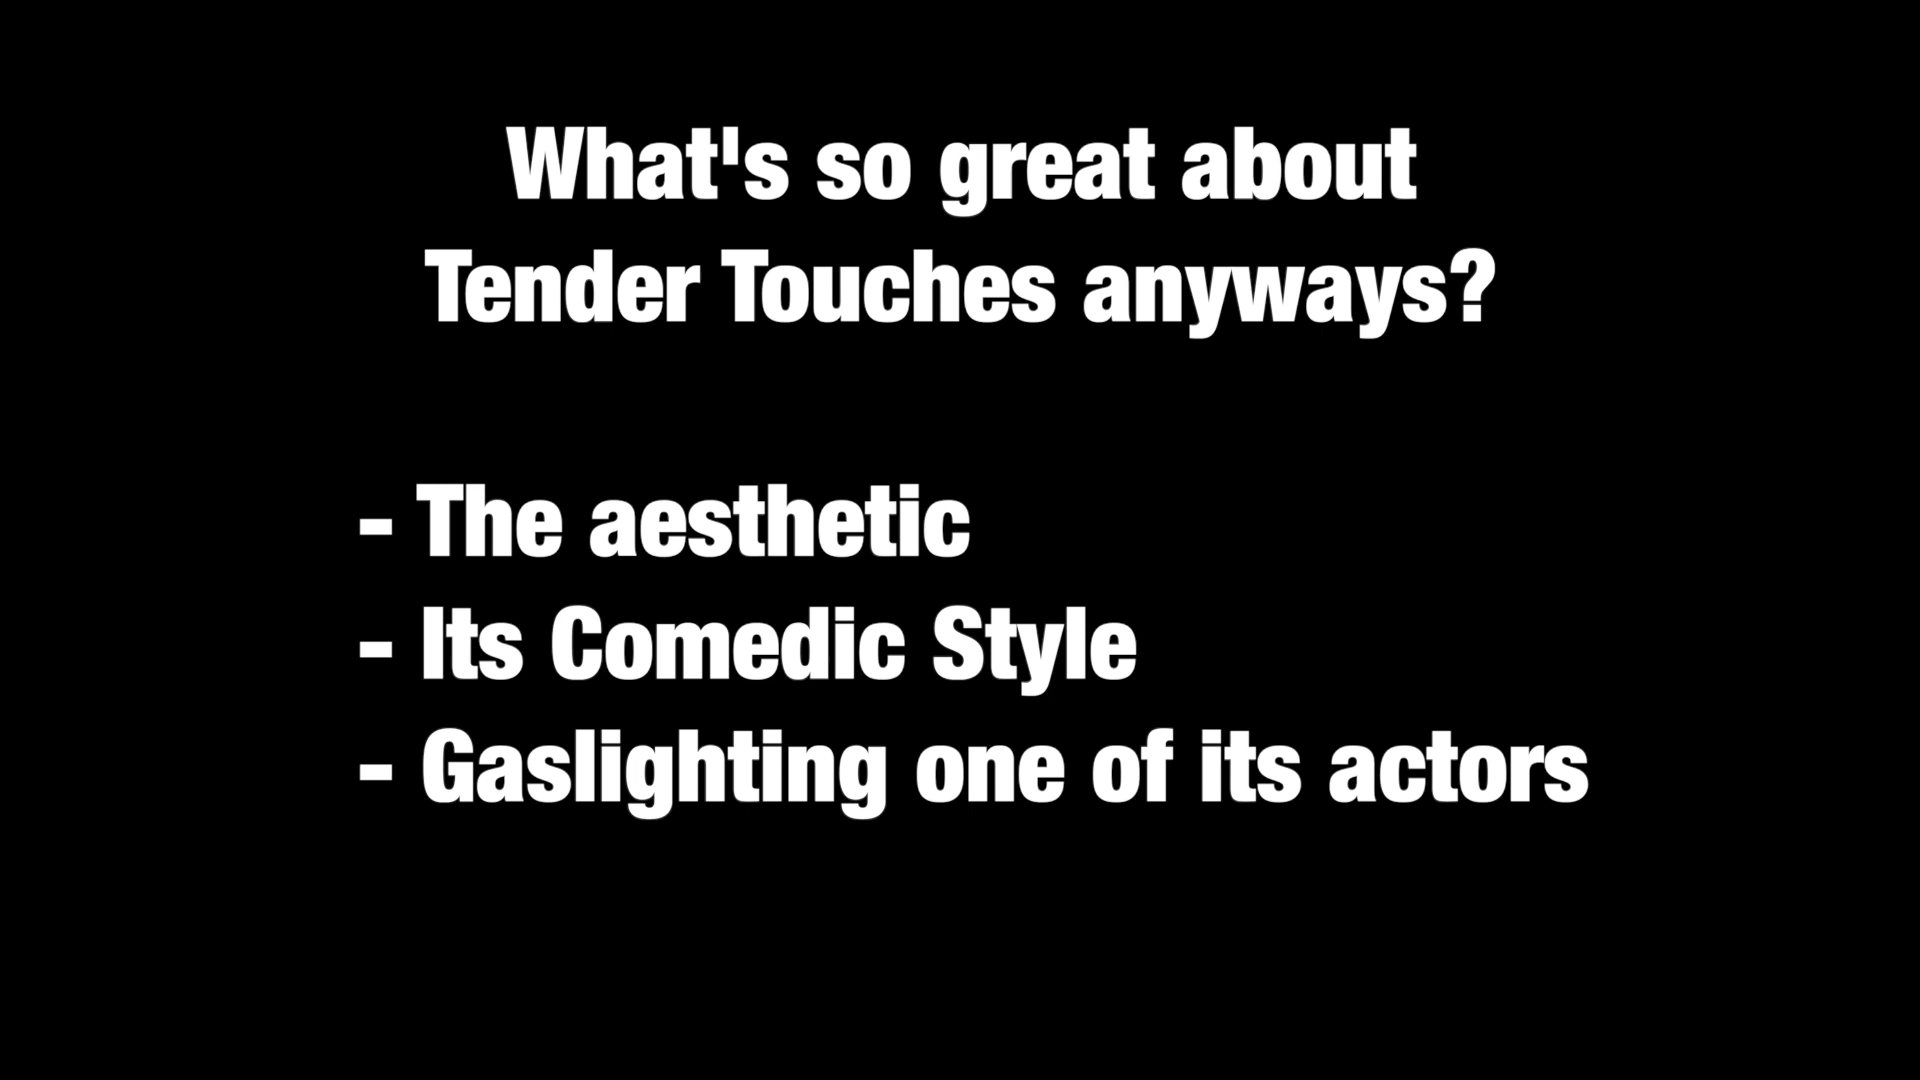 What's so great about
Tender Touches anyways?
- The aesthetic
- Its Comedic Style
- Gaslighting one of its actors